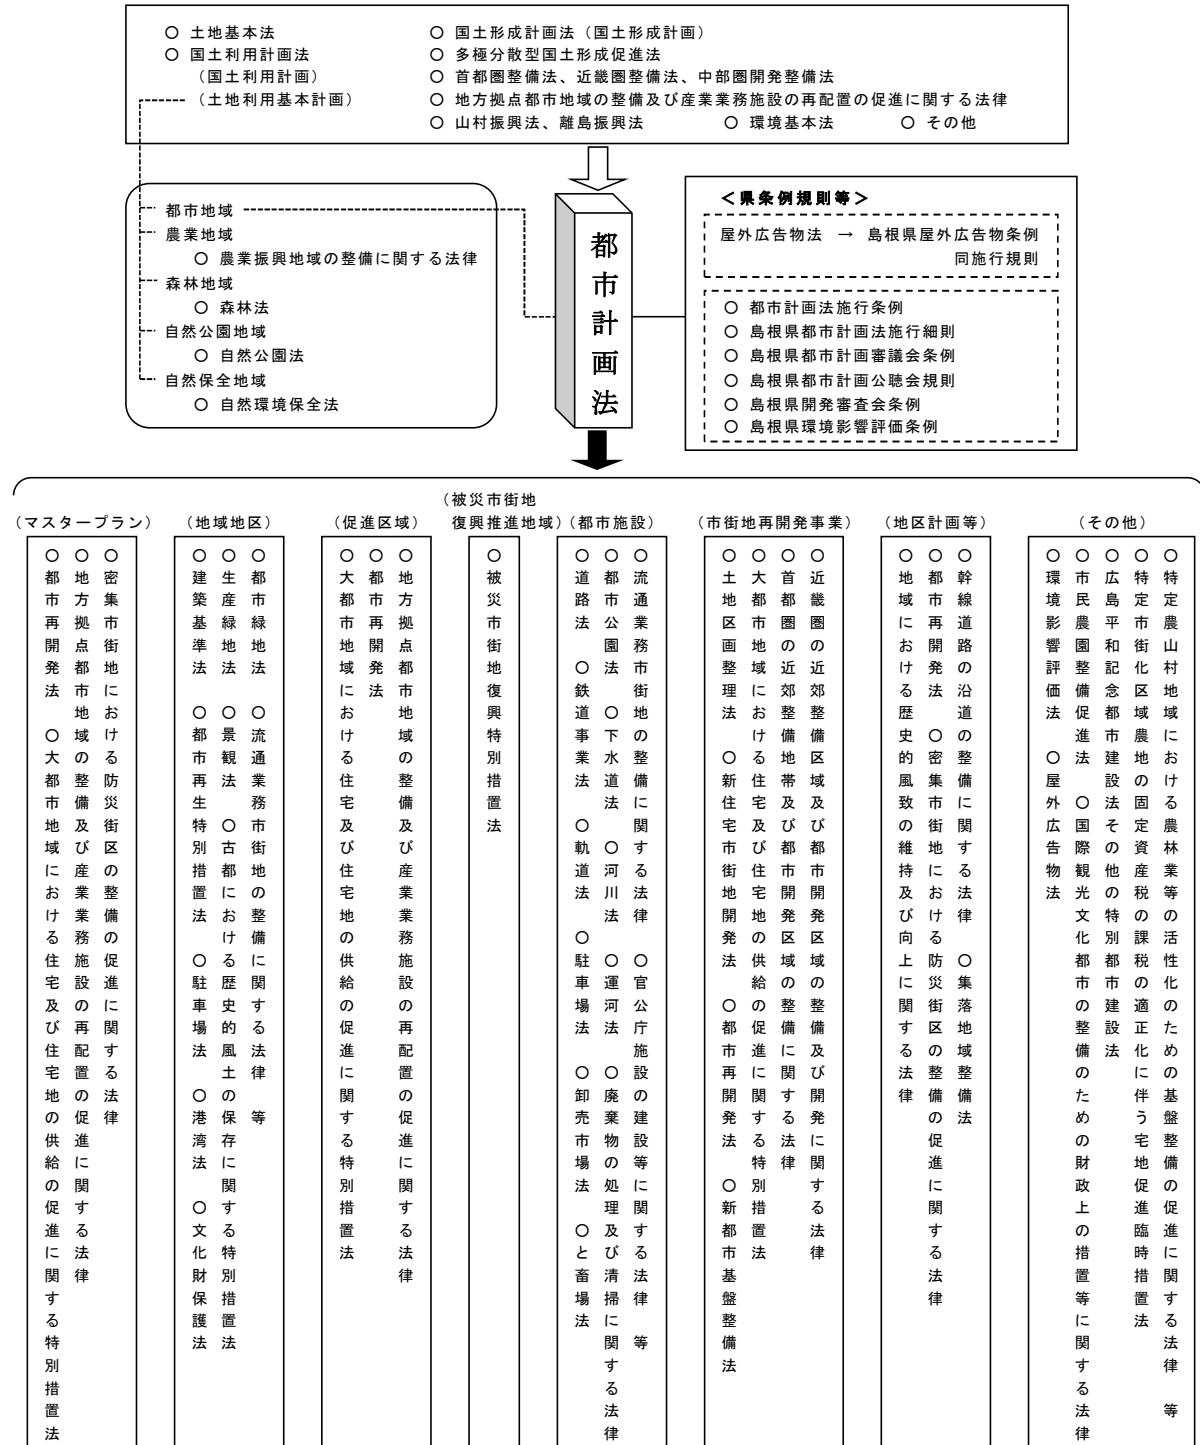 ○ 土地基本法
○ 国土利用計画法
（国土利用計画）
（土地利用基本計画）
○ 国土形成計画法（国土形成計画）
○ 多極分散型国土形成促進法
○ 首都圏整備法、近畿圏整備法、中部圏開発整備法
○ 地方拠点都市地域の整備及び産業業務施設の再配置の促進に関する法律
○ 山村振興法、離島振興法 ○ 環境基本法 ○ その他
都市地域
農業地域
○ 農業振興地域の整備に関する法律
森林地域
○ 森林法
自然公園地域
○ 自然公園法
自然保全地域
○ 自然環境保全法
都市計画法
＜県条例規則等＞
屋外広告物法 → 島根県屋外広告物条例
同施行規則
○ 都市計画法施行条例
○ 島根県都市計画法施行細則
○ 島根県都市計画審議会条例
○ 島根県都市計画公聴会規則
○ 島根県開発審査会条例
○ 島根県環境影響評価条例
（マスタープラン）
○密集市街地における防災街区の整備の促進に関する法律
○地方拠点都市地域の整備及び産業業務施設の再配置の促進に関する法律
○都市再開発法 ○大都市地域における住宅及び住宅地の供給の促進に関する特別措置法
（地域地区）
○都市緑地法 ○流通業務市街地の整備に関する法律 等
○生産緑地法 ○景観法 ○古都における歴史的風土の保存に関する特別措置法
○建築基準法 ○都市再生特別措置法 ○駐車場法 ○港湾法 ○文化財保護法
（促進区域）
○地方拠点都市地域の整備及び産業業務施設の再配置の促進に関する法律
○都市再開発法
○大都市地域における住宅及び住宅地の供給の促進に関する特別措置法
（被災市街地
復興推進地域）
○被災市街地復興特別措置法
（都市施設）
○流通業務市街地の整備に関する法律 ○官公庁施設の建設等に関する法律 等
○都市公園法 ○下水道法 ○河川法 ○運河法 ○廃棄物の処理及び清掃に関する法律
○道路法 ○鉄道事業法 ○軌道法 ○駐車場法 ○卸売市場法 ○と畜場法
（市街地再開発事業）
○近畿圏の近郊整備区域及び都市開発区域の整備及び開発に関する法律
○首都圏の近郊整備地帯及び都市開発区域の整備に関する法律
○大都市地域における住宅及び住宅地の供給の促進に関する特別措置法
○土地区画整理法 ○新住宅市街地開発法 ○都市再開発法 ○新都市基盤整備法
（地区計画等）
○幹線道路の沿道の整備に関する法律 ○集落地域整備法
○都市再開発法 ○密集市街地における防災街区の整備の促進に関する法律
○地域における歴史的風致の維持及び向上に関する法律
（その他）
○特定農山村地域における農林業等の活性化のための基盤整備の促進に関する法律 等
○特定市街化区域農地の固定資産税の課税の適正化に伴う宅地促進臨時措置法
○広島平和記念都市建設法その他の特別都市建設法
○市民農園整備促進法 ○国際観光文化都市の整備のための財政上の措置等に関する法律
○環境影響評価法 ○屋外広告物法